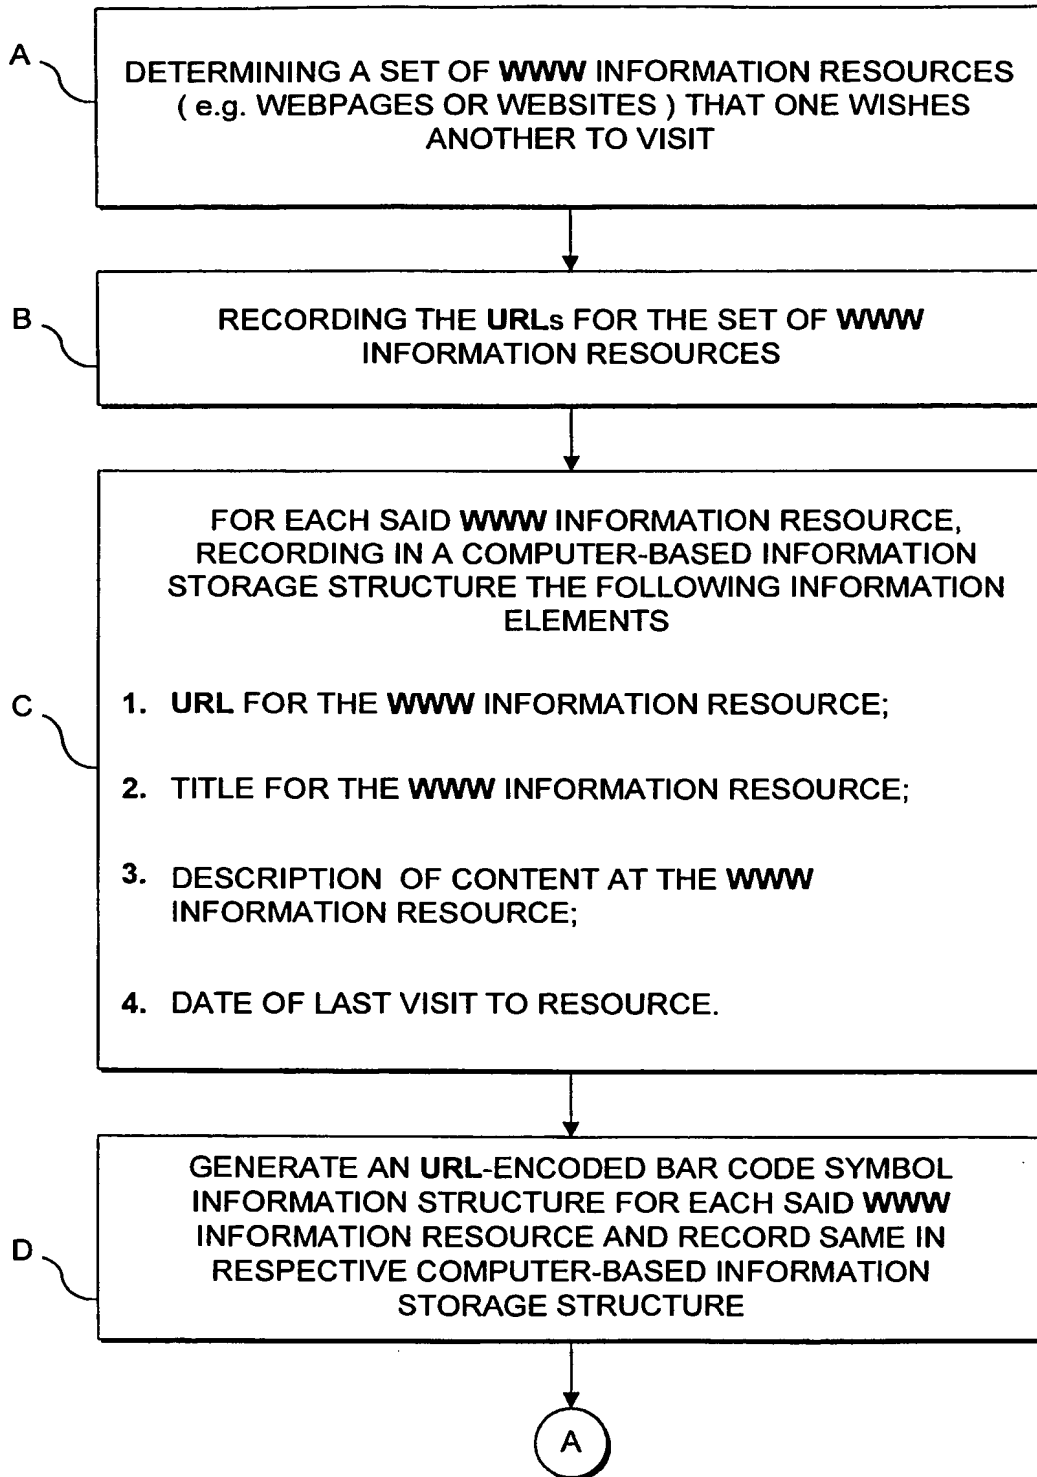 A
DETERMINING A SET OF WWW INFORMATION RESOURCES
( e.g. WEBPAGES OR WEBSITES ) THAT ONE WISHES
ANOTHER TO VISIT
B
RECORDING THE URLs FOR THE SET OF WWW
INFORMATION RESOURCES
C
FOR EACH SAID WWW INFORMATION RESOURCE,
RECORDING IN A COMPUTER-BASED INFORMATION
STORAGE STRUCTURE THE FOLLOWING INFORMATION
ELEMENTS
1. URL FOR THE WWW INFORMATION RESOURCE;
2. TITLE FOR THE WWW INFORMATION RESOURCE;
3. DESCRIPTION OF CONTENT AT THE WWW
INFORMATION RESOURCE;
4. DATE OF LAST VISIT TO RESOURCE.
D
GENERATE AN URL-ENCODED BAR CODE SYMBOL
INFORMATION STRUCTURE FOR EACH SAID WWW
INFORMATION RESOURCE AND RECORD SAME IN
RESPECTIVE COMPUTER-BASED INFORMATION
STORAGE STRUCTURE
A